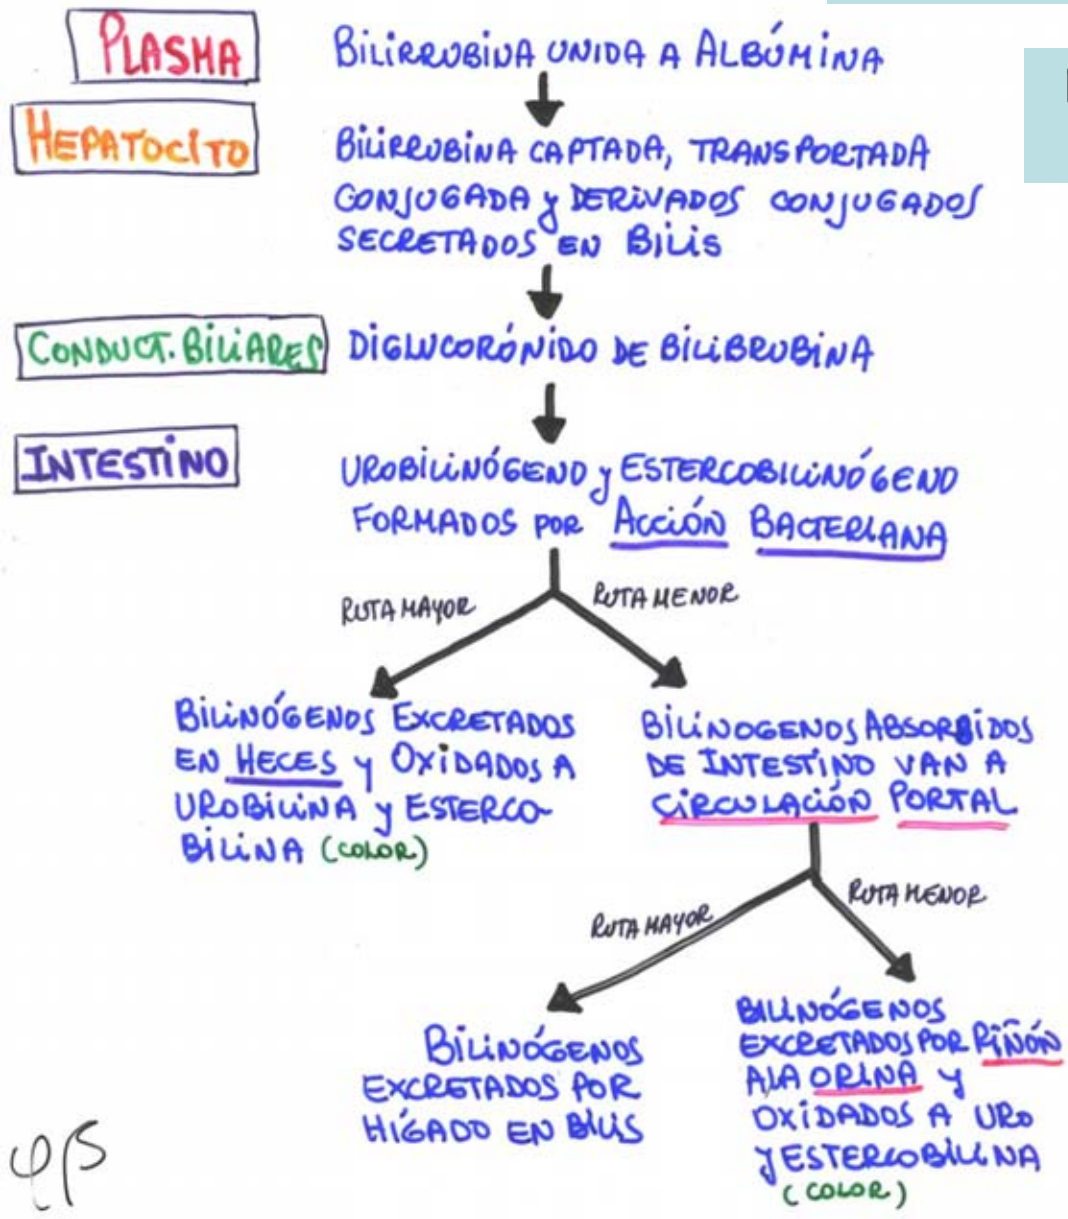 PLASMA
BILIRRUBINA UNIDA A ALBÚMINA
HEPATOCITO
BILIRRUBINA CAPTADA, TRANSPORTADA
CONJUGADA y DERIVADOS CONJUGADOS
SECRETADOS EN BILIS
CONDUCT. BILIARES
DIGLUCORÓNIDO DE BILIBRUBINA
INTESTINO
UROBILINÓGENO y ESTERCOBILINÓGENO
FORMADOS POR ACCIÓN BACTERIANA
RUTA MAYOR
RUTA MENOR
BILINÓGENOS EXCRETADOS
EN HECES y OXIDADOS A
UROBILINA y ESTERCO-
BILINA (COLOR)
BILINOGENOS ABSORBIDOS
DE INTESTINO VAN A
CIRCULACIÓN PORTAL
RUTA MAYOR
RUTA MENOR
BILINÓGENOS
EXCRETADOS POR
HÍGADO EN BILIS
BILINÓGENOS
EXCRETADOS POR RIÑÓN
A LA ORINA y
OXIDADOS A URO
y ESTERCOBILINA
(COLOR)